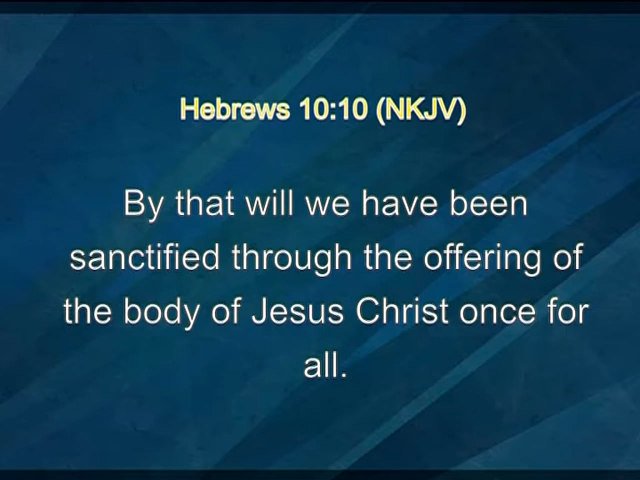 Hebrews 10:10 (NKJV)
By that will we have been
sanctified through the offering of
the body of Jesus Christ once for
all.